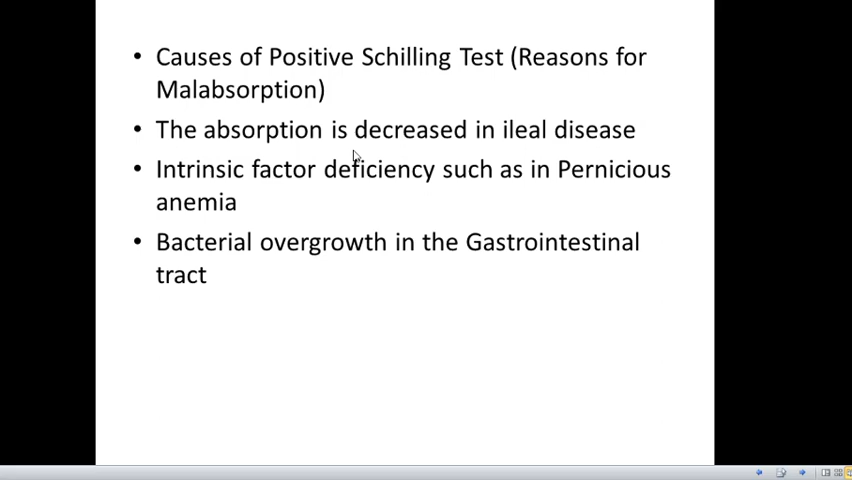 • Causes of Positive Schilling Test (Reasons for
Malabsorption)
• The absorption is decreased in ileal disease
• Intrinsic factor deficiency such as in Pernicious
anemia
• Bacterial overgrowth in the Gastrointestinal
tract